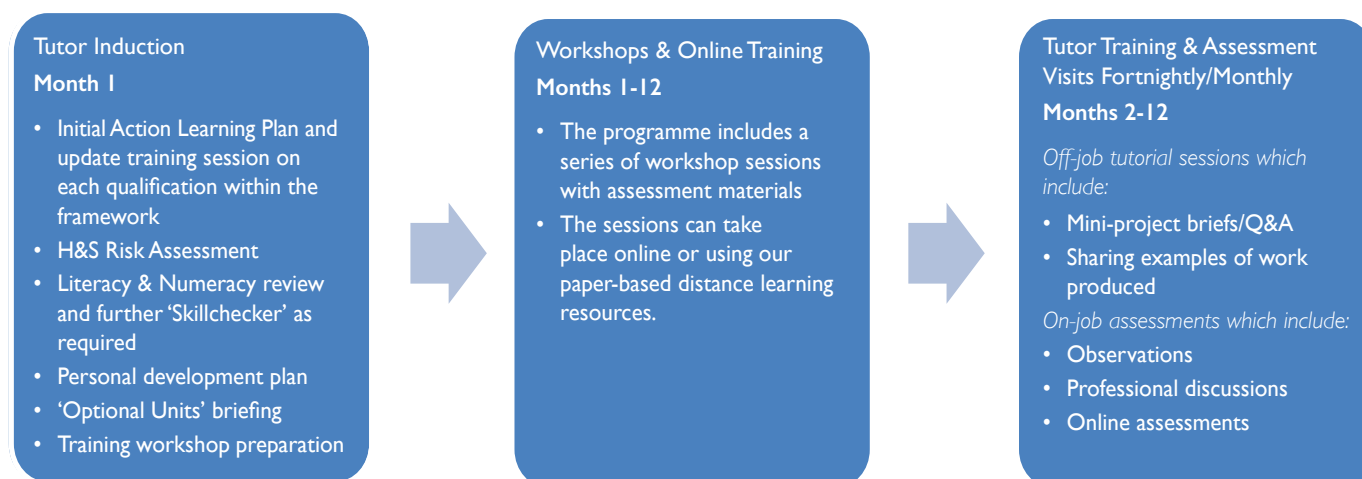 Tutor Induction
Month 1
• Initial Action Learning Plan and
update training session on
each qualification within the
framework
• H&S Risk Assessment
• Literacy & Numeracy review
and further ‘Skillchecker’ as
required
• Personal development plan
• ‘Optional Units’ briefing
• Training workshop preparation
Workshops & Online Training
Months 1-12
• The programme includes a
series of workshop sessions
with assessment materials
• The sessions can take
place online or using our
paper-based distance learning
resources.
Tutor Training & Assessment
Visits Fortnightly/Monthly
Months 2-12
Off-job tutorial sessions which
include:
• Mini-project briefs/Q&A
• Sharing examples of work
produced
On-job assessments which include:
• Observations
• Professional discussions
• Online assessments